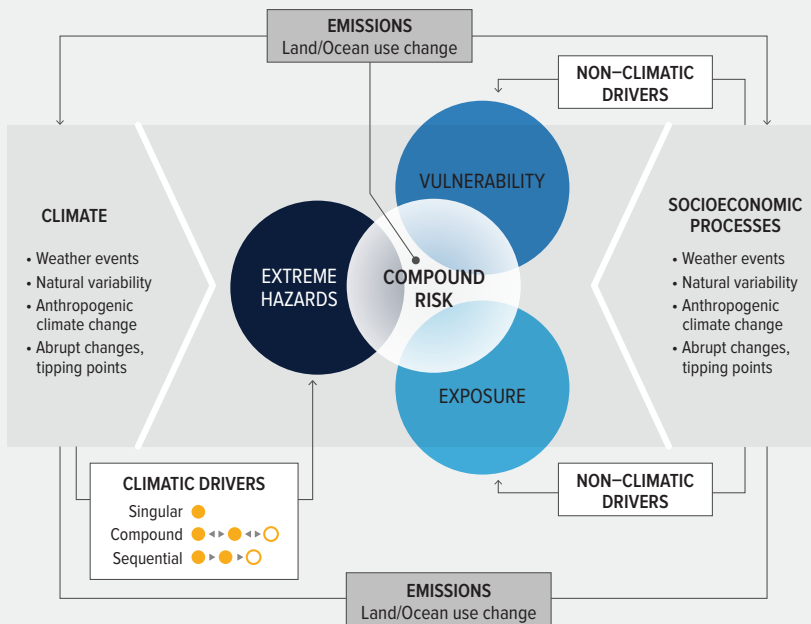 EMISSIONS
Land/Ocean use change
NON–CLIMATIC
DRIVERS
CLIMATE
• Weather events
• Natural variability
• Anthropogenic
climate change
• Abrupt changes,
tipping points
VULNERABILITY
EXTREME
HAZARDS
COMPOUND
RISK
EXPOSURE
SOCIOECONOMIC
PROCESSES
• Weather events
• Natural variability
• Anthropogenic
climate change
• Abrupt changes,
tipping points
CLIMATIC DRIVERS
Singular
Compound
Sequential
NON–CLIMATIC
DRIVERS
EMISSIONS
Land/Ocean use change